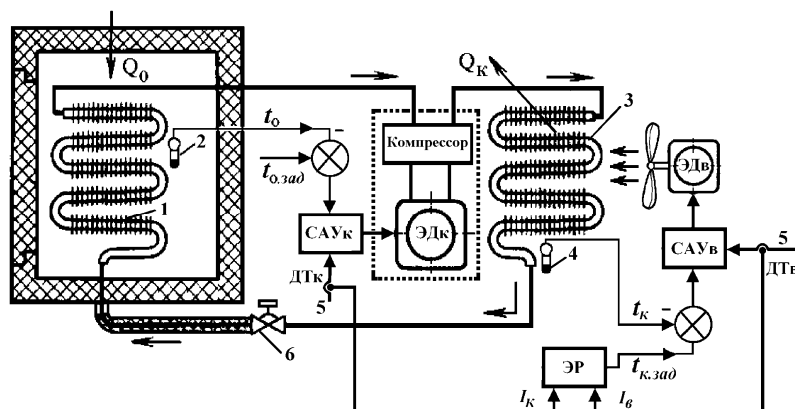 Q₀
Qк
3
2
tо
–
Компрессор
tо.зад
1
САУк
ЭДк
ЭДв
5
САУв
ДТк
5
4
ДТв
tк
–
6
ЭР
tк.зад
Iк
Iв